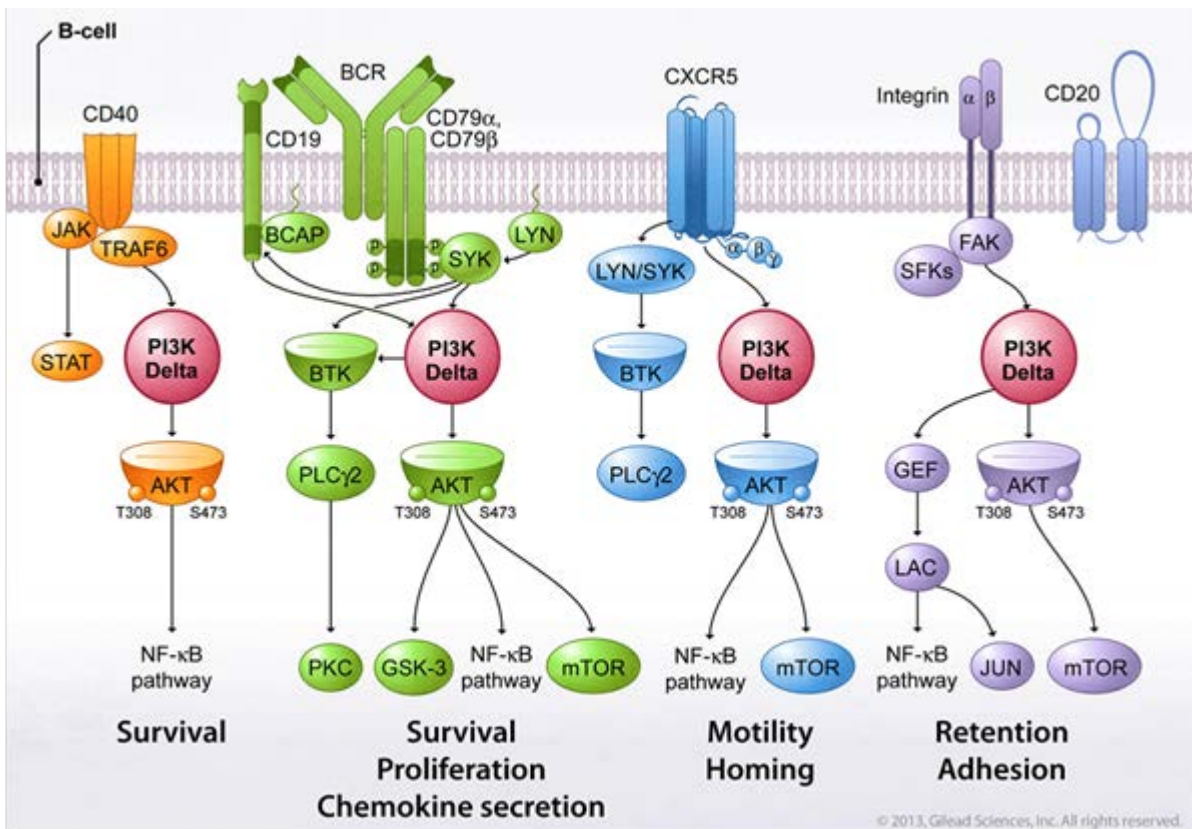 B-cell
CD40
JAK
TRAF6
STAT
PI3K
Delta
AKT
T308
S473
NF-κB
pathway
Survival
BCR
CD19
CD79α,
CD79β
BCAP
LYN
p
p
p
p
SYK
BTK
PI3K
Delta
PLCγ2
AKT
T308
S473
PKC
GSK-3
NF-κB
pathway
mTOR
Survival
Proliferation
Chemokine secretion
CXCR5
α
β
γ
LYN/SYK
BTK
PI3K
Delta
PLCγ2
AKT
T308
S473
NF-κB
pathway
mTOR
Motility
Homing
Integrin
α
β
CD20
FAK
SFKs
PI3K
Delta
GEF
AKT
T308
S473
LAC
NF-κB
pathway
JUN
mTOR
Retention
Adhesion
© 2013, Gilead Sciences, Inc. All rights reserved.